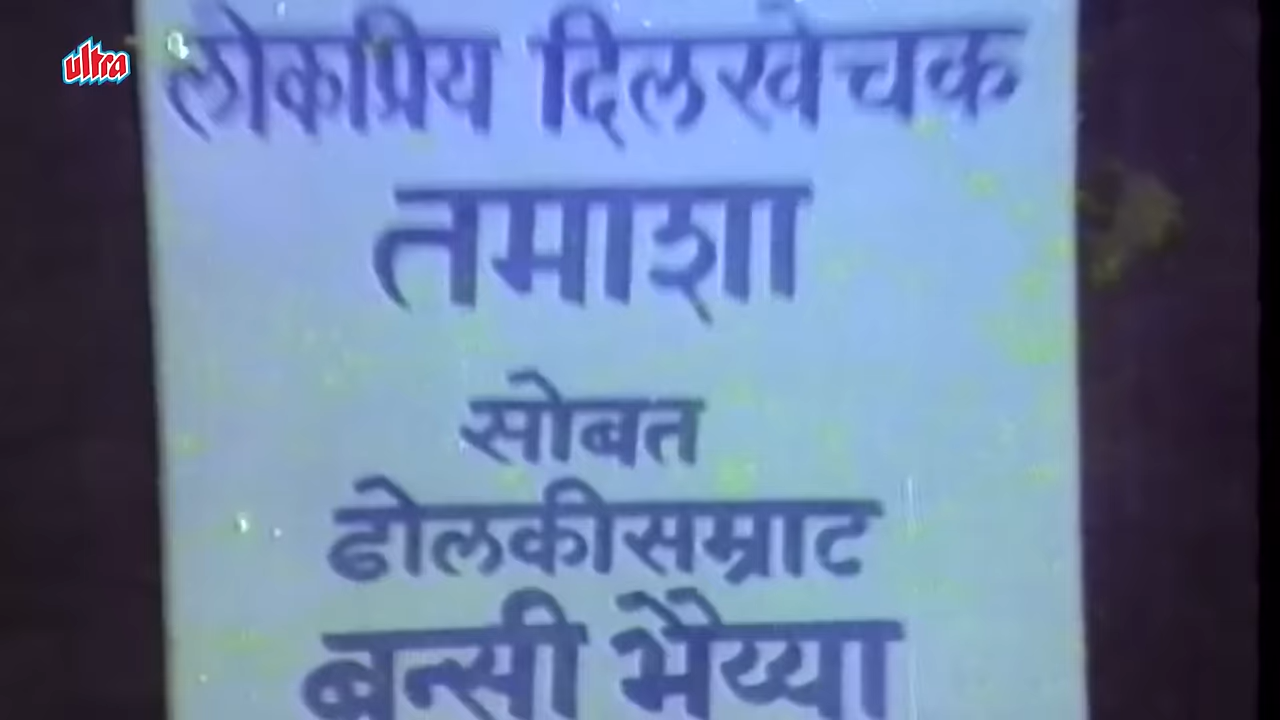 ultra
लोकप्रिय दिलखेचक
तमाशा
सोबत
ढोलकीसम्राट
बन्सी भैय्या